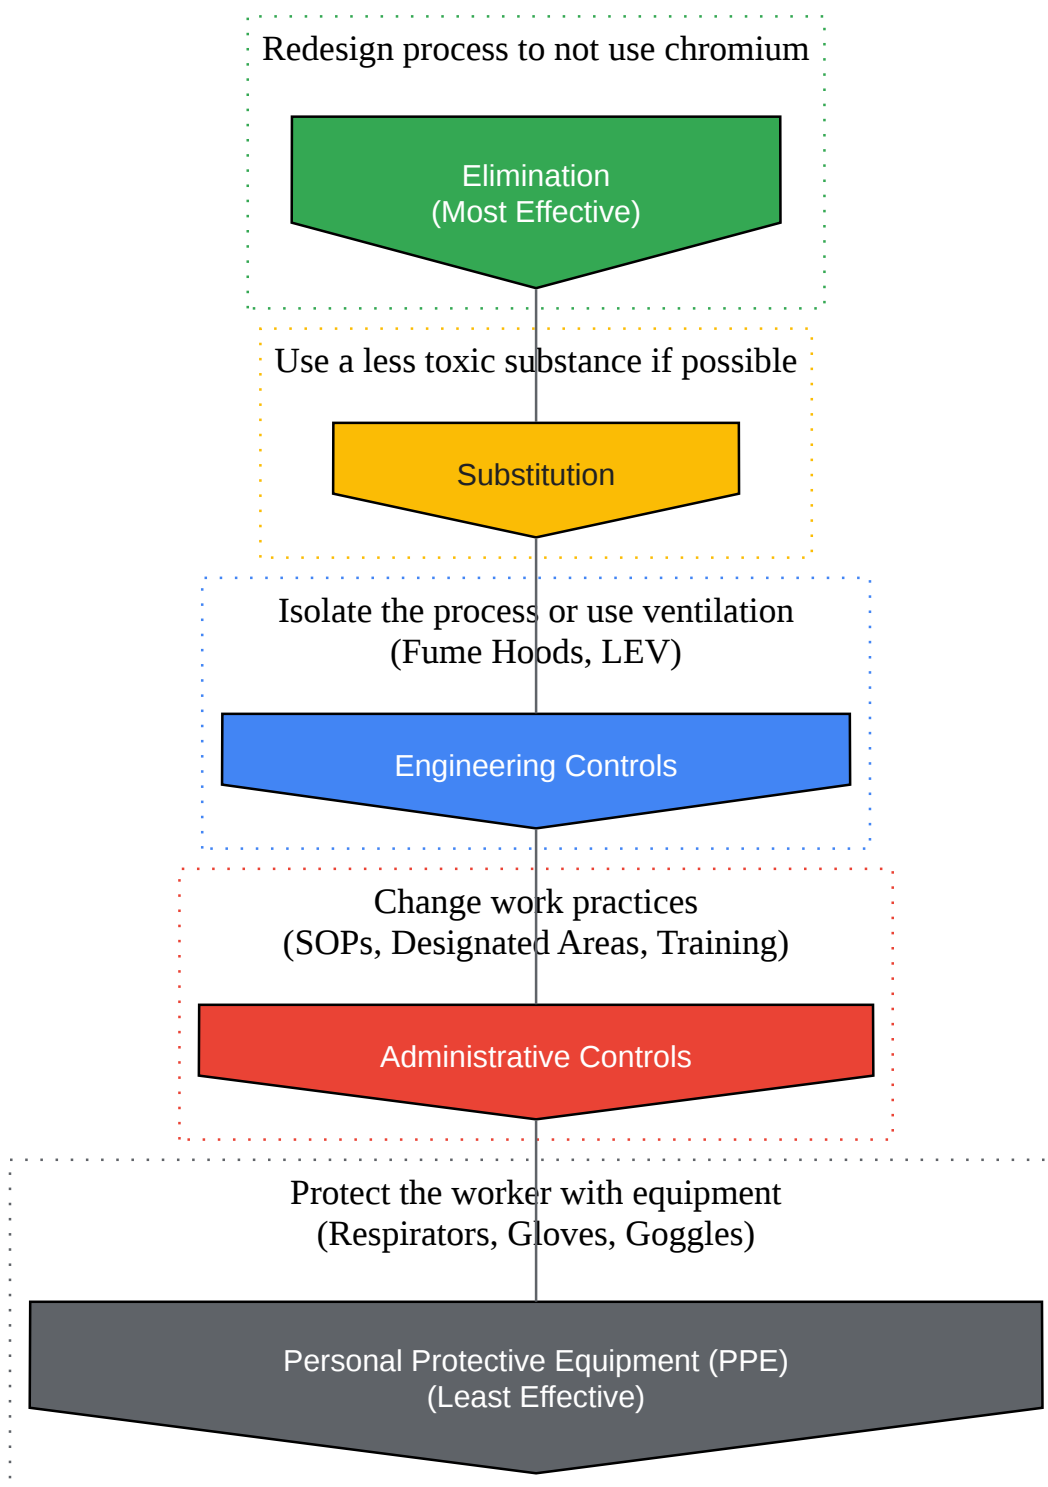 Redesign process to not use chromium
Elimination
(Most Effective)
Use a less toxic substance if possible
Substitution
Isolate the process or use ventilation
(Fume Hoods, LEV)
Engineering Controls
Change work practices
(SOPs, Designated Areas, Training)
Administrative Controls
Protect the worker with equipment
(Respirators, Gloves, Goggles)
Personal Protective Equipment (PPE)
(Least Effective)